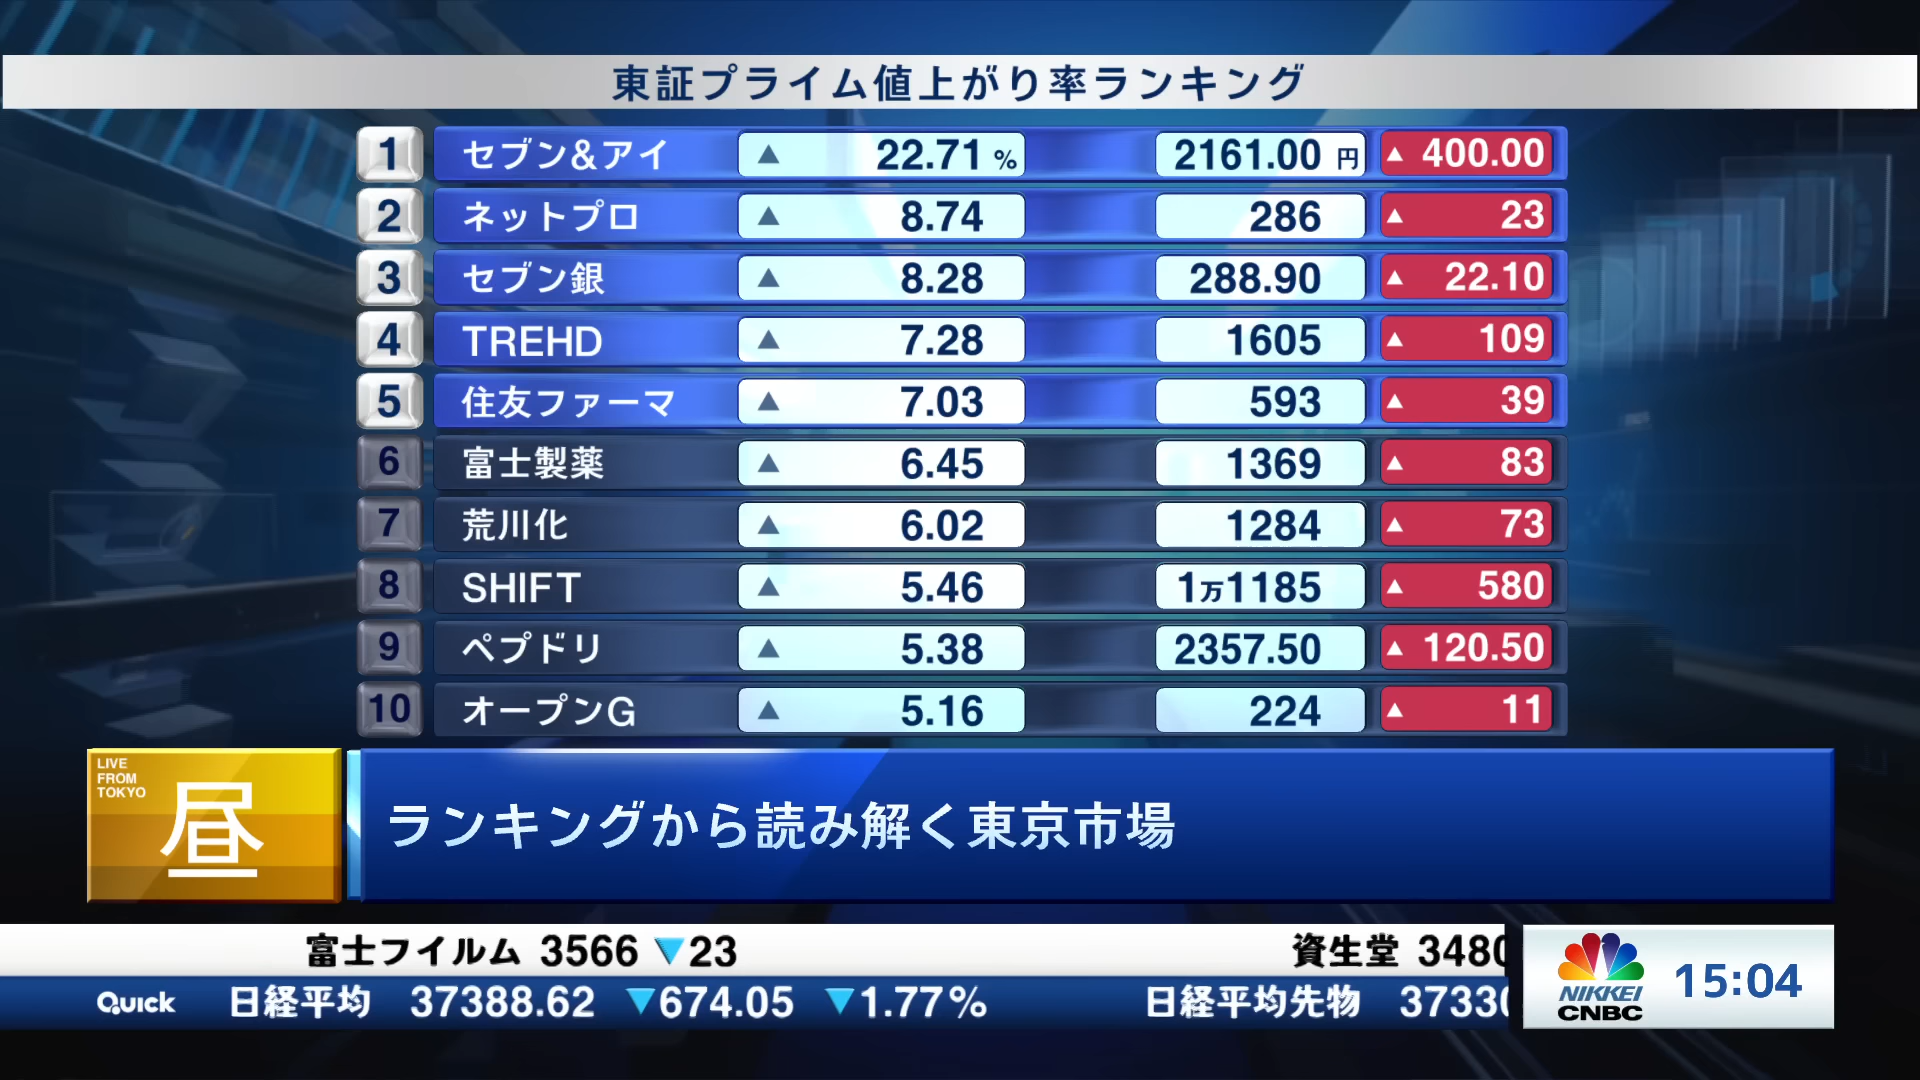 東証プライム値上がり率ランキング
1 セブン&アイ ▲ 22.71 % 2161.00 円 ▲ 400.00
2 ネットプロ ▲ 8.74 286 ▲ 23
3 セブン銀 ▲ 8.28 288.90 ▲ 22.10
4 TREHD ▲ 7.28 1605 ▲ 109
5 住友ファーマ ▲ 7.03 593 ▲ 39
6 富士製薬 ▲ 6.45 1369 ▲ 83
7 荒川化 ▲ 6.02 1284 ▲ 73
8 SHIFT ▲ 5.46 1万1185 ▲ 580
9 ペプドリ ▲ 5.38 2357.50 ▲ 120.50
10 オープンG ▲ 5.16 224 ▲ 11
LIVE
FROM
TOKYO
昼
ランキングから読み解く東京市場
富士フイルム 3566 ▼23 資生堂 3480
QUICK 日経平均 37388.62 ▼674.05 ▼1.77% 日経平均先物 37330
NIKKEI
CNBC
15:04